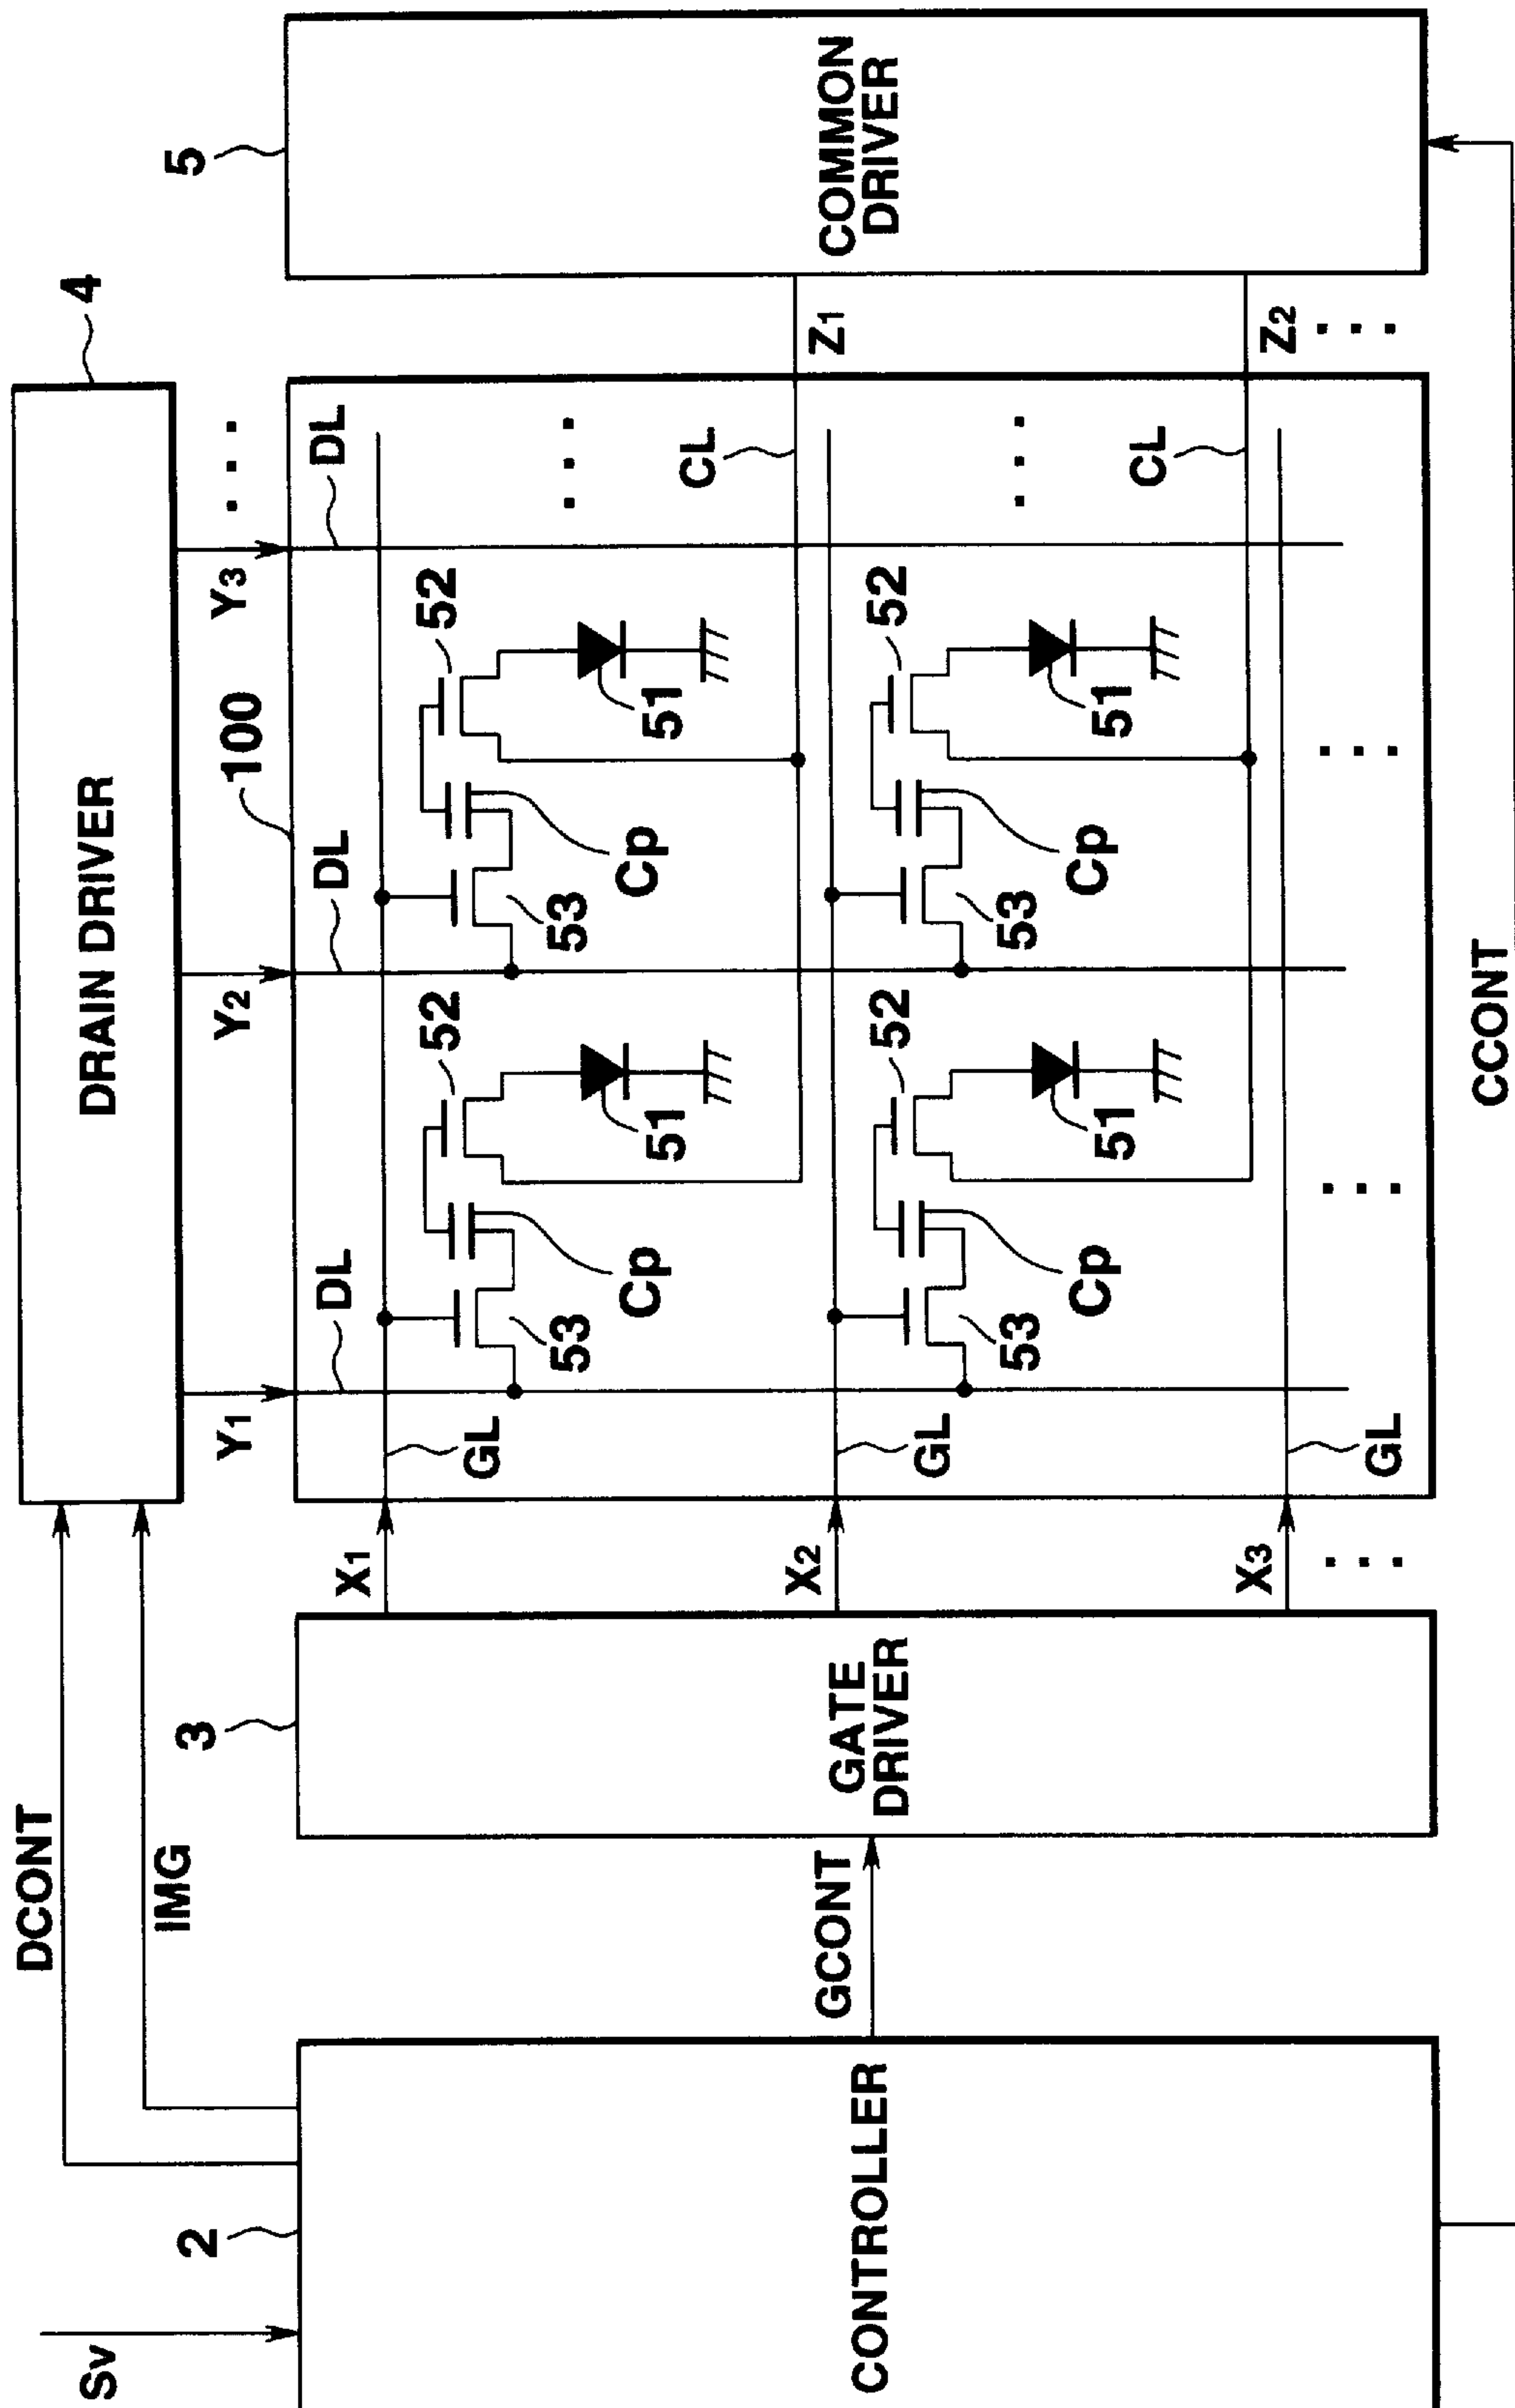 Sv
2
CONTROLLER
DCONT
IMG
GCONT
CCONT
3
GATE
DRIVER
X1
X2
X3
. . .
4
DRAIN DRIVER
Y1
Y2
Y3
. . .
100
DL
DL
DL
GL
53
Cp
52
51
53
Cp
52
51
. . .
CL
GL
53
Cp
52
51
53
Cp
52
51
. . .
CL
GL
. . .
. . .
Z1
Z2
. . .
5
COMMON
DRIVER